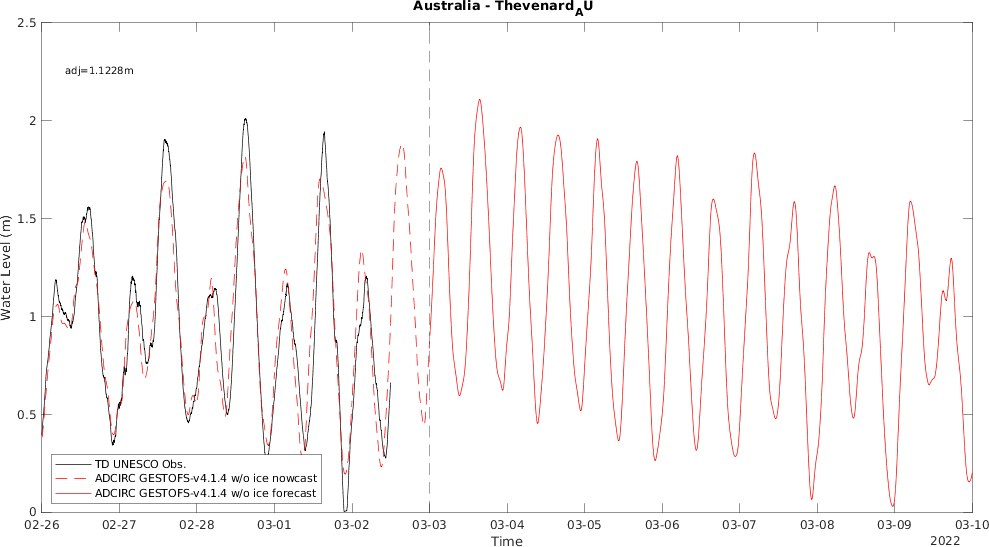 Australia - Thevenard_AU
2.5
adj=1.1228m
2
1.5
Water Level (m)
1
0.5
TD UNESCO Obs.
ADCIRC GESTOFS-v4.1.4 w/o ice nowcast
ADCIRC GESTOFS-v4.1.4 w/o ice forecast
0
02-26 02-27 02-28 03-01 03-02 03-03 03-04 03-05 03-06 03-07 03-08 03-09 03-10
Time
2022